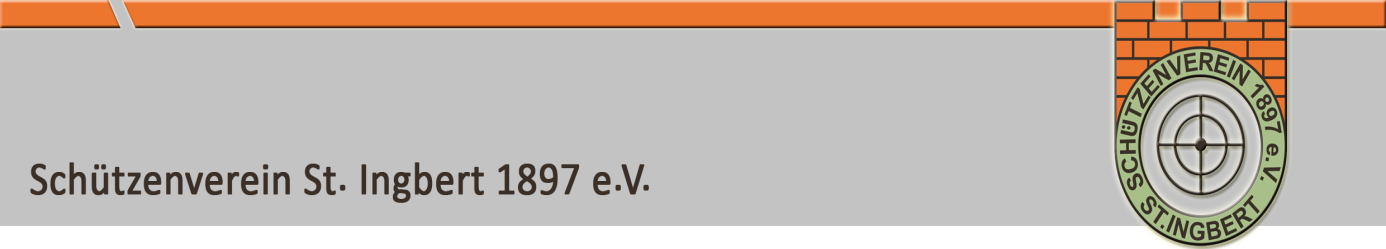 Schützenverein St. Ingbert 1897 e.V.
SCHÜTZENVEREIN 1897 e.V.
ST.INGBERT